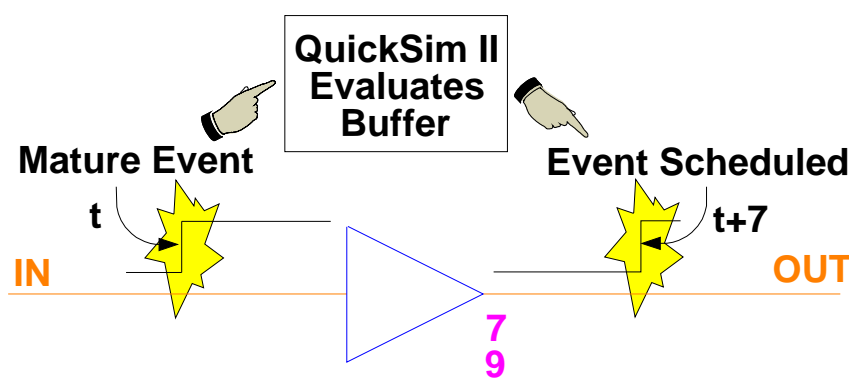 QuickSim II
Evaluates
Buffer
Mature Event
Event Scheduled
t
t+7
IN
OUT
7
9